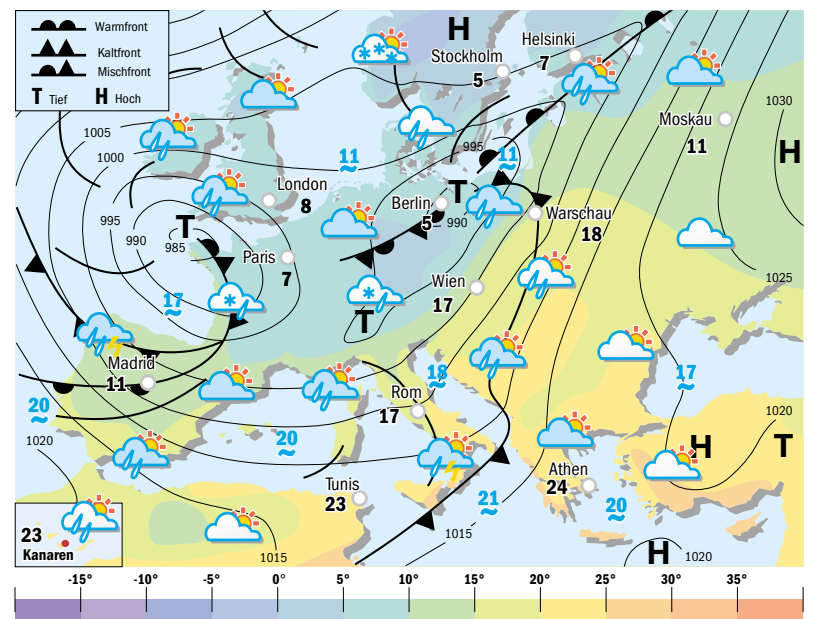 Warmfront
Kaltfront
Mischfront
T Tief H Hoch
H
Stockholm
5
Helsinki
7
Moskau
11
1030
H
1005
1000
995
990
985
T
11
995
11
London
8
Berlin
5
T
990
Warschau
18
Paris
7
Wien
17
1025
17
T
Madrid
11
18
17
Rom
17
20
20
1020
1020
H
T
Tunis
23
Athen
24
21
20
23
Kanaren
1015
1015
H
1020
-15° -10° -5° 0° 5° 10° 15° 20° 25° 30° 35°